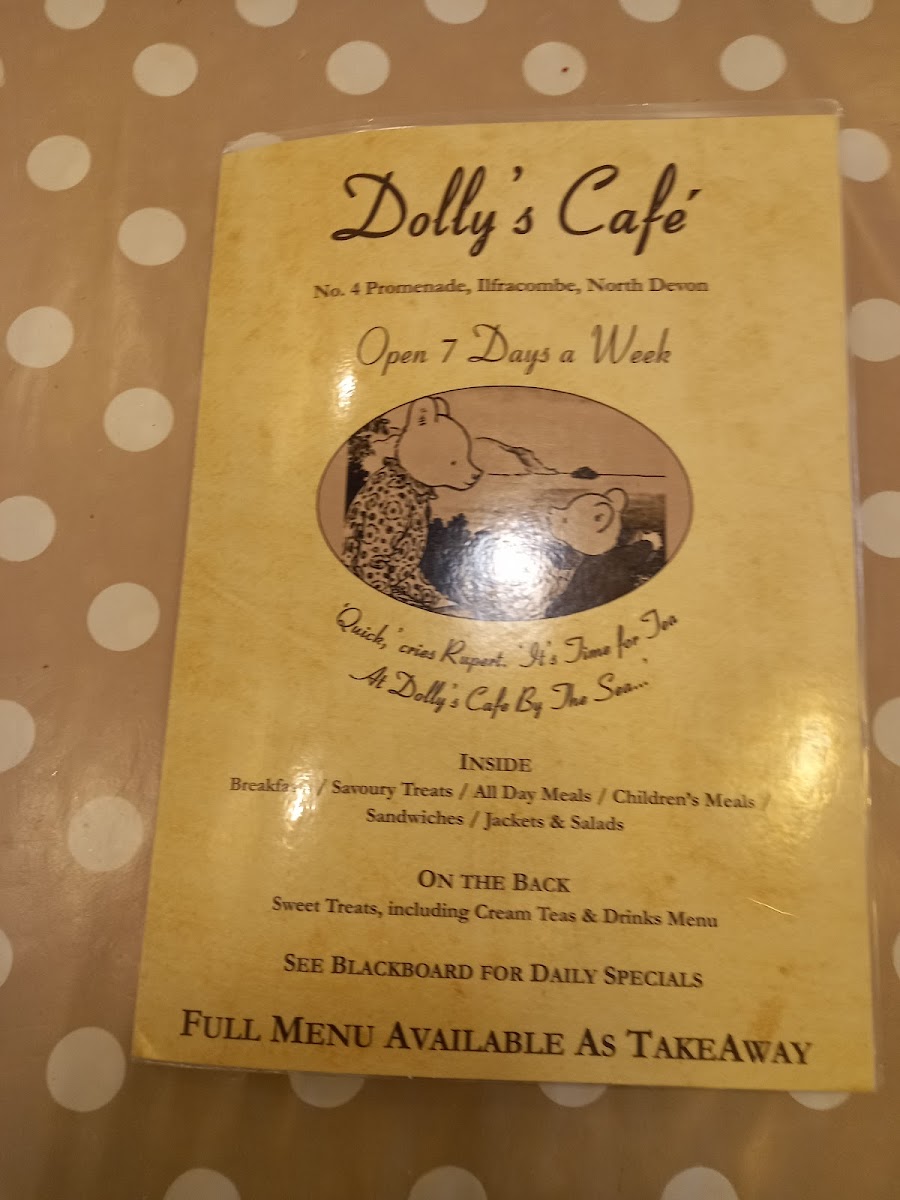 Dolly's Café
No. 4 Promenade, Ilfracombe, North Devon
Open 7 Days a Week
'Quick,' cries Rupert. 'It's Time for Tea
At Dolly's Cafe By The Sea...'
INSIDE
Breakfast / Savoury Treats / All Day Meals / Children's Meals /
Sandwiches / Jackets & Salads
ON THE BACK
Sweet Treats, including Cream Teas & Drinks Menu
SEE BLACKBOARD FOR DAILY SPECIALS
FULL MENU AVAILABLE AS TAKEAWAY